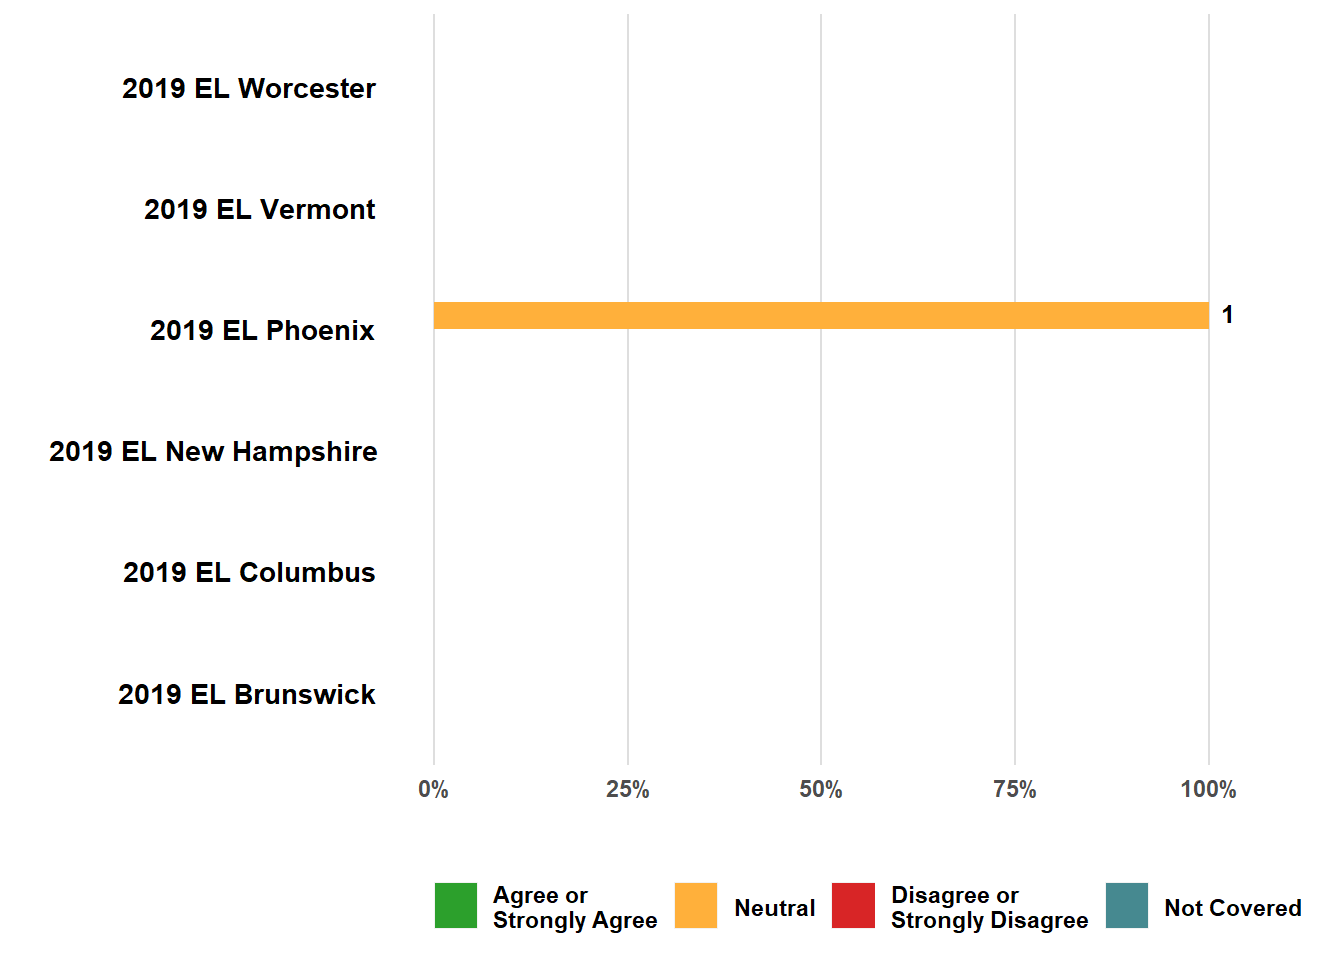 2019 EL Worcester
2019 EL Vermont
2019 EL Phoenix
1
2019 EL New Hampshire
2019 EL Columbus
2019 EL Brunswick
0%
25%
50%
75%
100%
Agree or
Strongly Agree
Neutral
Disagree or
Strongly Disagree
Not Covered